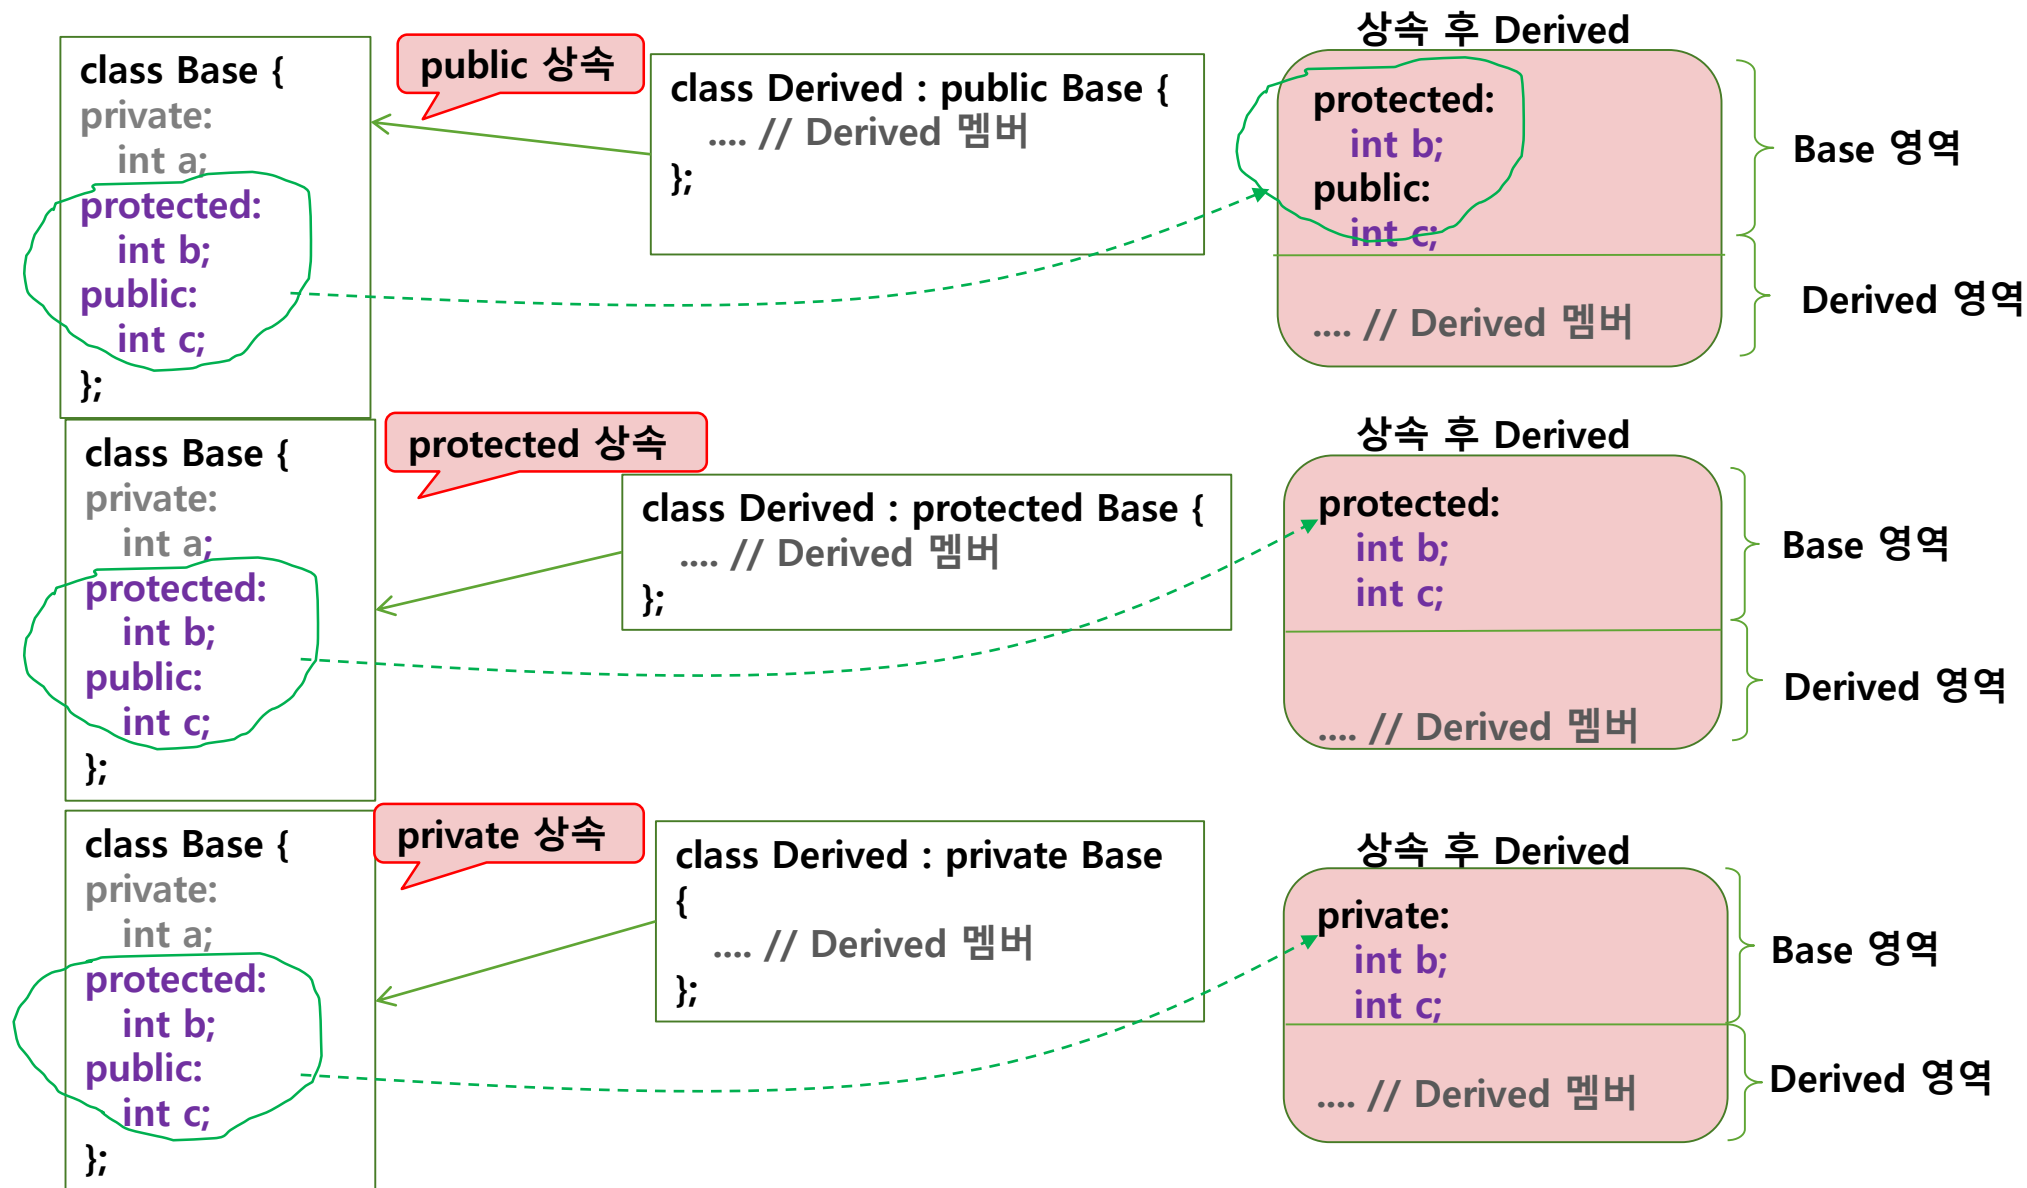 class Base {
private:
int a;
protected:
int b;
public:
int c;
};
public 상속
class Derived : public Base {
.... // Derived 멤버
};
상속 후 Derived
protected:
int b;
public:
int c;
.... // Derived 멤버
Base 영역
Derived 영역
class Base {
private:
int a;
protected:
int b;
public:
int c;
};
protected 상속
class Derived : protected Base {
.... // Derived 멤버
};
상속 후 Derived
protected:
int b;
int c;
.... // Derived 멤버
Base 영역
Derived 영역
class Base {
private:
int a;
protected:
int b;
public:
int c;
};
private 상속
class Derived : private Base
{
.... // Derived 멤버
};
상속 후 Derived
private:
int b;
int c;
.... // Derived 멤버
Base 영역
Derived 영역